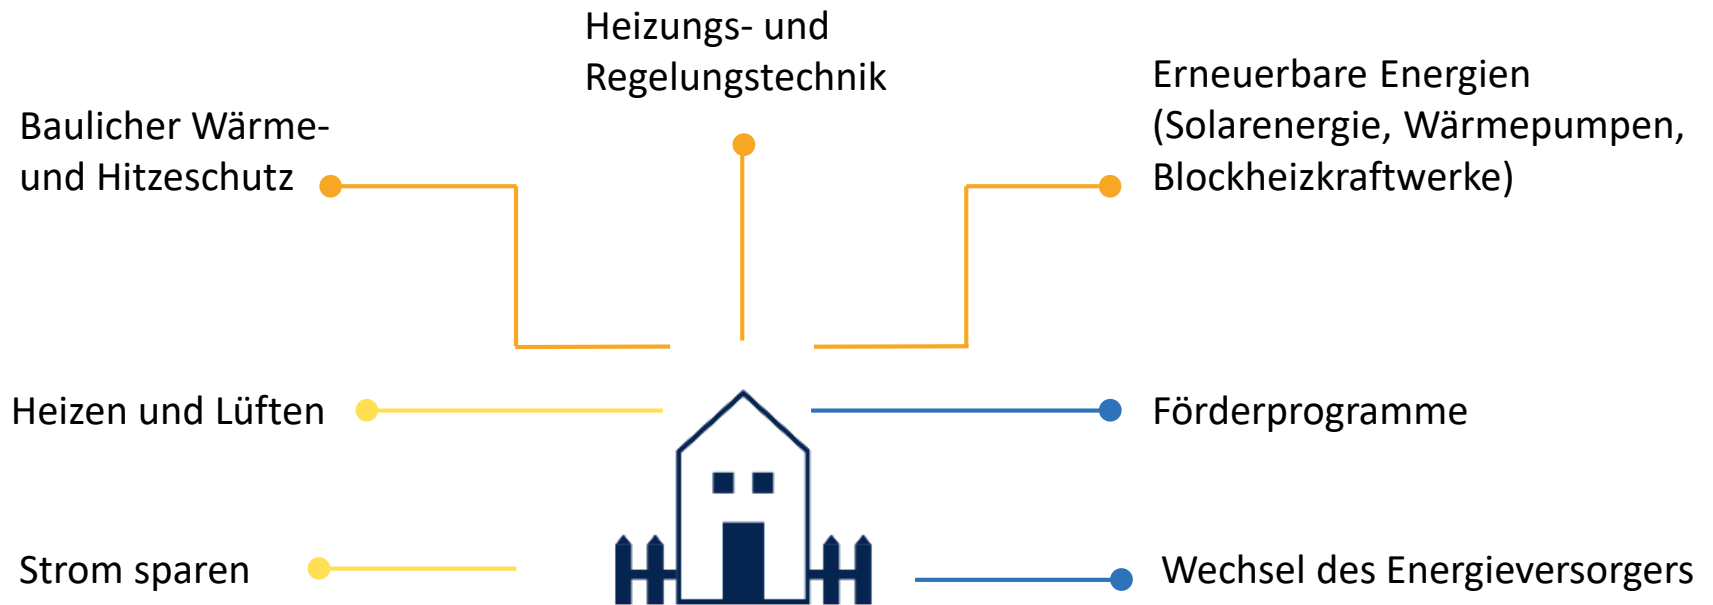 Heizungs- und
Regelungstechnik
Erneuerbare Energien
(Solarenergie, Wärmepumpen,
Blockheizkraftwerke)
Baulicher Wärme-
und Hitzeschutz
Heizen und Lüften
Förderprogramme
Strom sparen
Wechsel des Energieversorgers